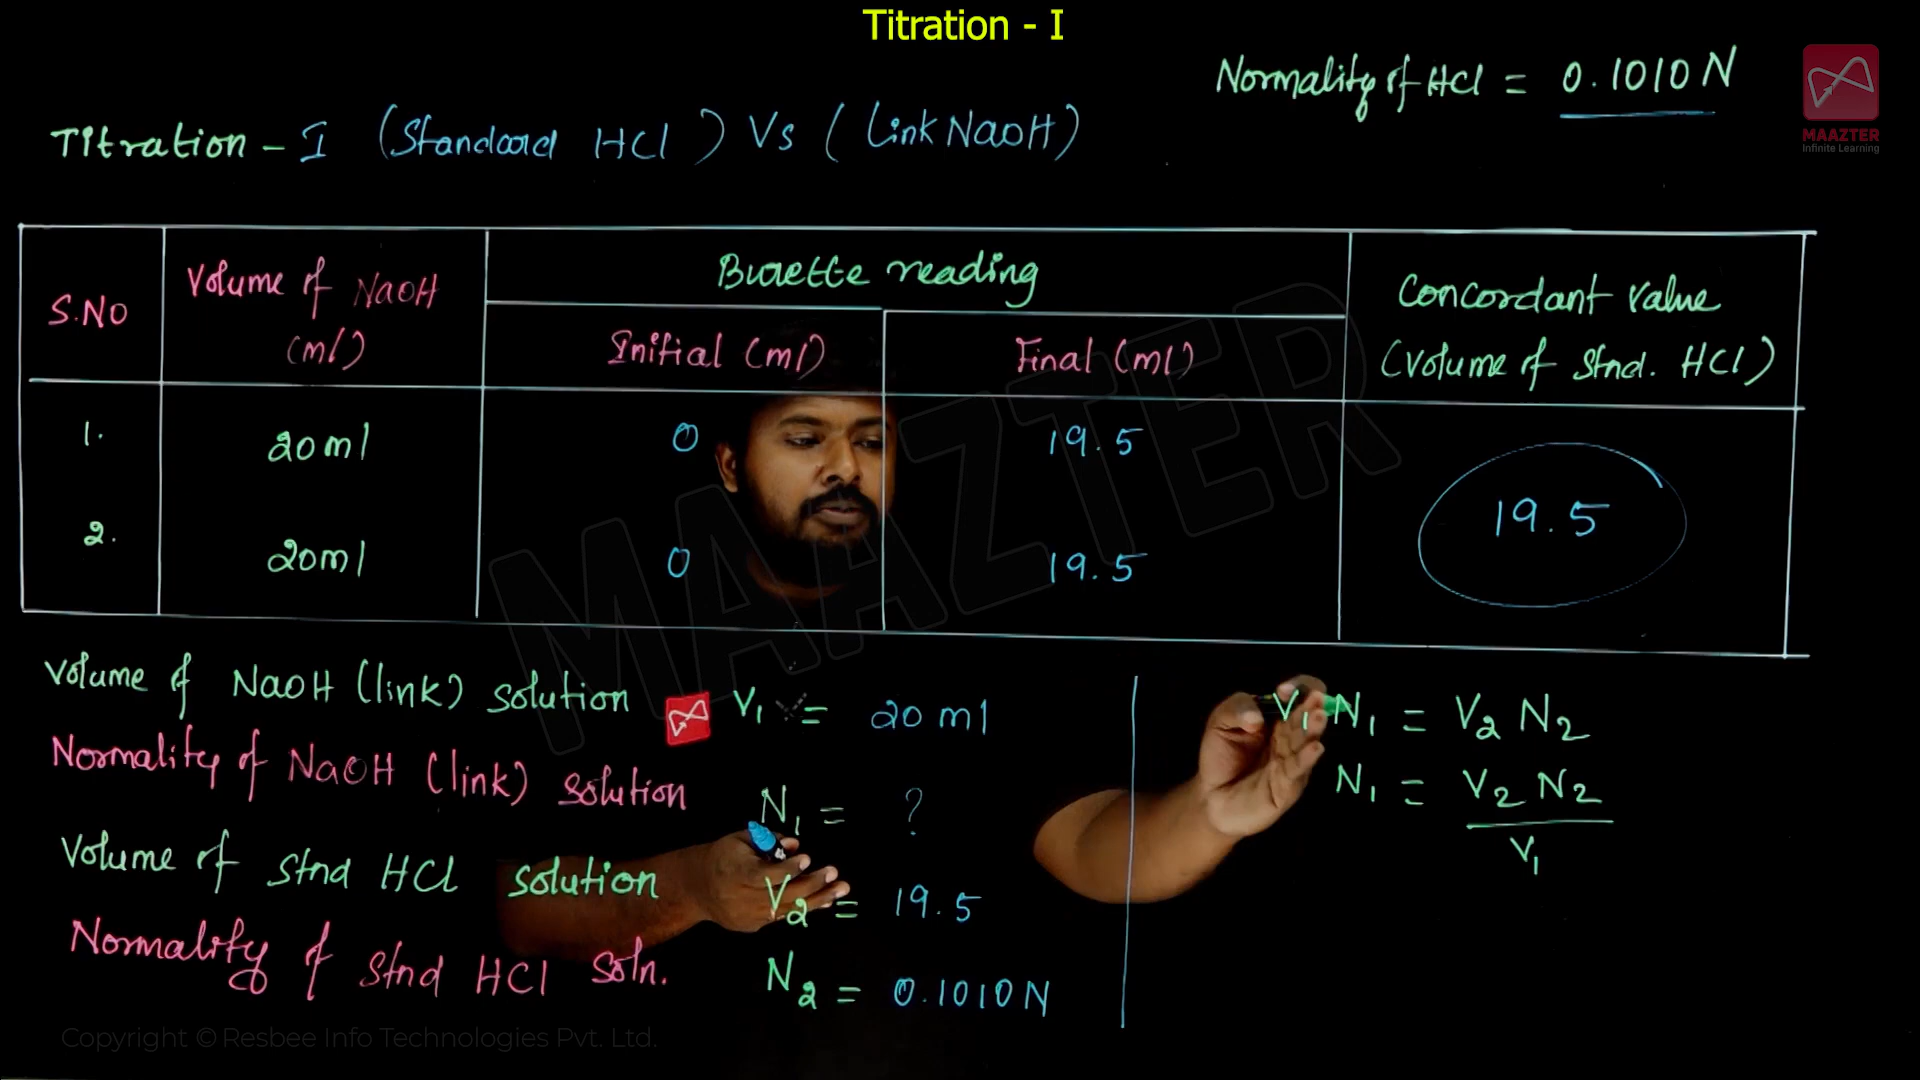 Titration - I
Normality of HCl = 0.1010 N
MAAZTER
Infinite Learning
Titration - I (Standard HCl) Vs (Link NaOH)
S.NO
Volume of NaOH (ml)
Burette reading
Initial (ml)
Final (ml)
Concordant Value
(Volume of Stnd. HCl)
1. 20ml 0 19.5
19.5
2. 20ml 0 19.5
MAAZTER
Volume of NaOH (link) solution V1 = 20 ml
Normality of NaOH (link) solution N1 = ?
Volume of Stnd HCl solution V2 = 19.5
Normality of Stnd HCl Soln. N2 = 0.1010 N
V1 N1 = V2 N2
N1 = V2 N2
V1
Copyright © Resbee Info Technologies Pvt. Ltd.